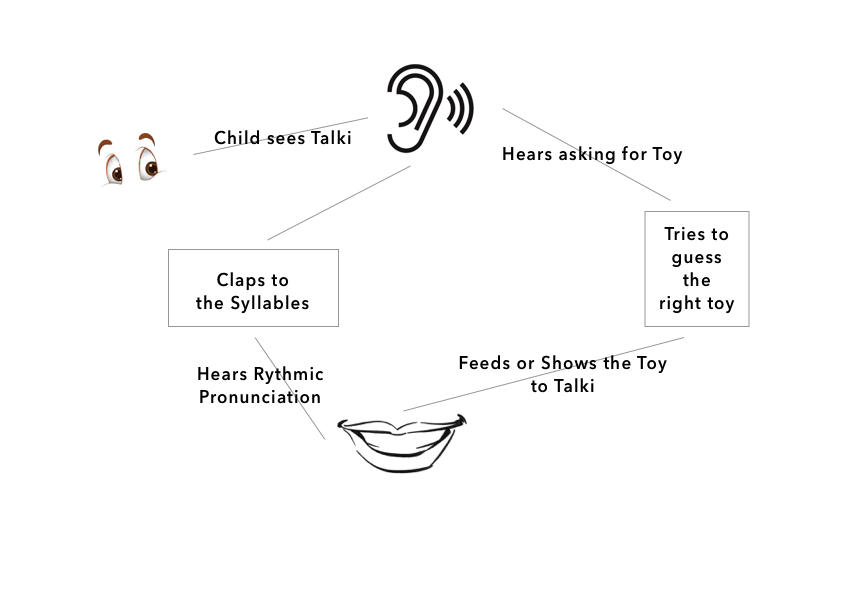 Child sees Talki
Hears asking for Toy
Tries to
guess
the
right toy
Claps to
the Syllables
Feeds or Shows the Toy
to Talki
Hears Rythmic
Pronunciation